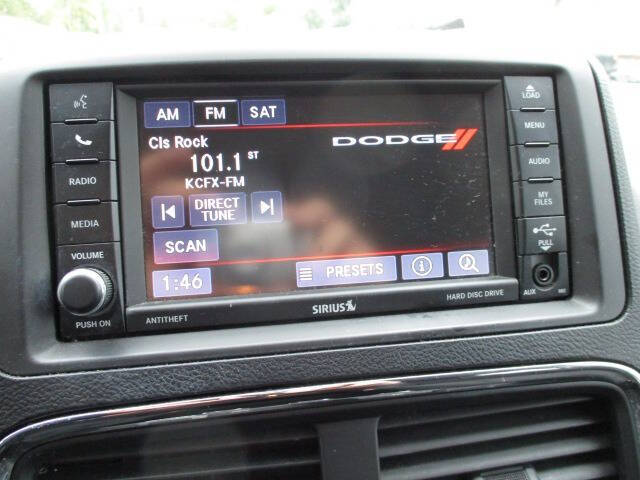 AM FM SAT
Cls Rock
101.1 ST
KCFX-FM
DIRECT
TUNE
SCAN
1:46
PRESETS
DODGE
RADIO
MEDIA
VOLUME
PUSH ON
LOAD
MENU
AUDIO
MY
FILES
PULL
AUX
ANTITHEFT
SIRIUS
HARD DISC DRIVE